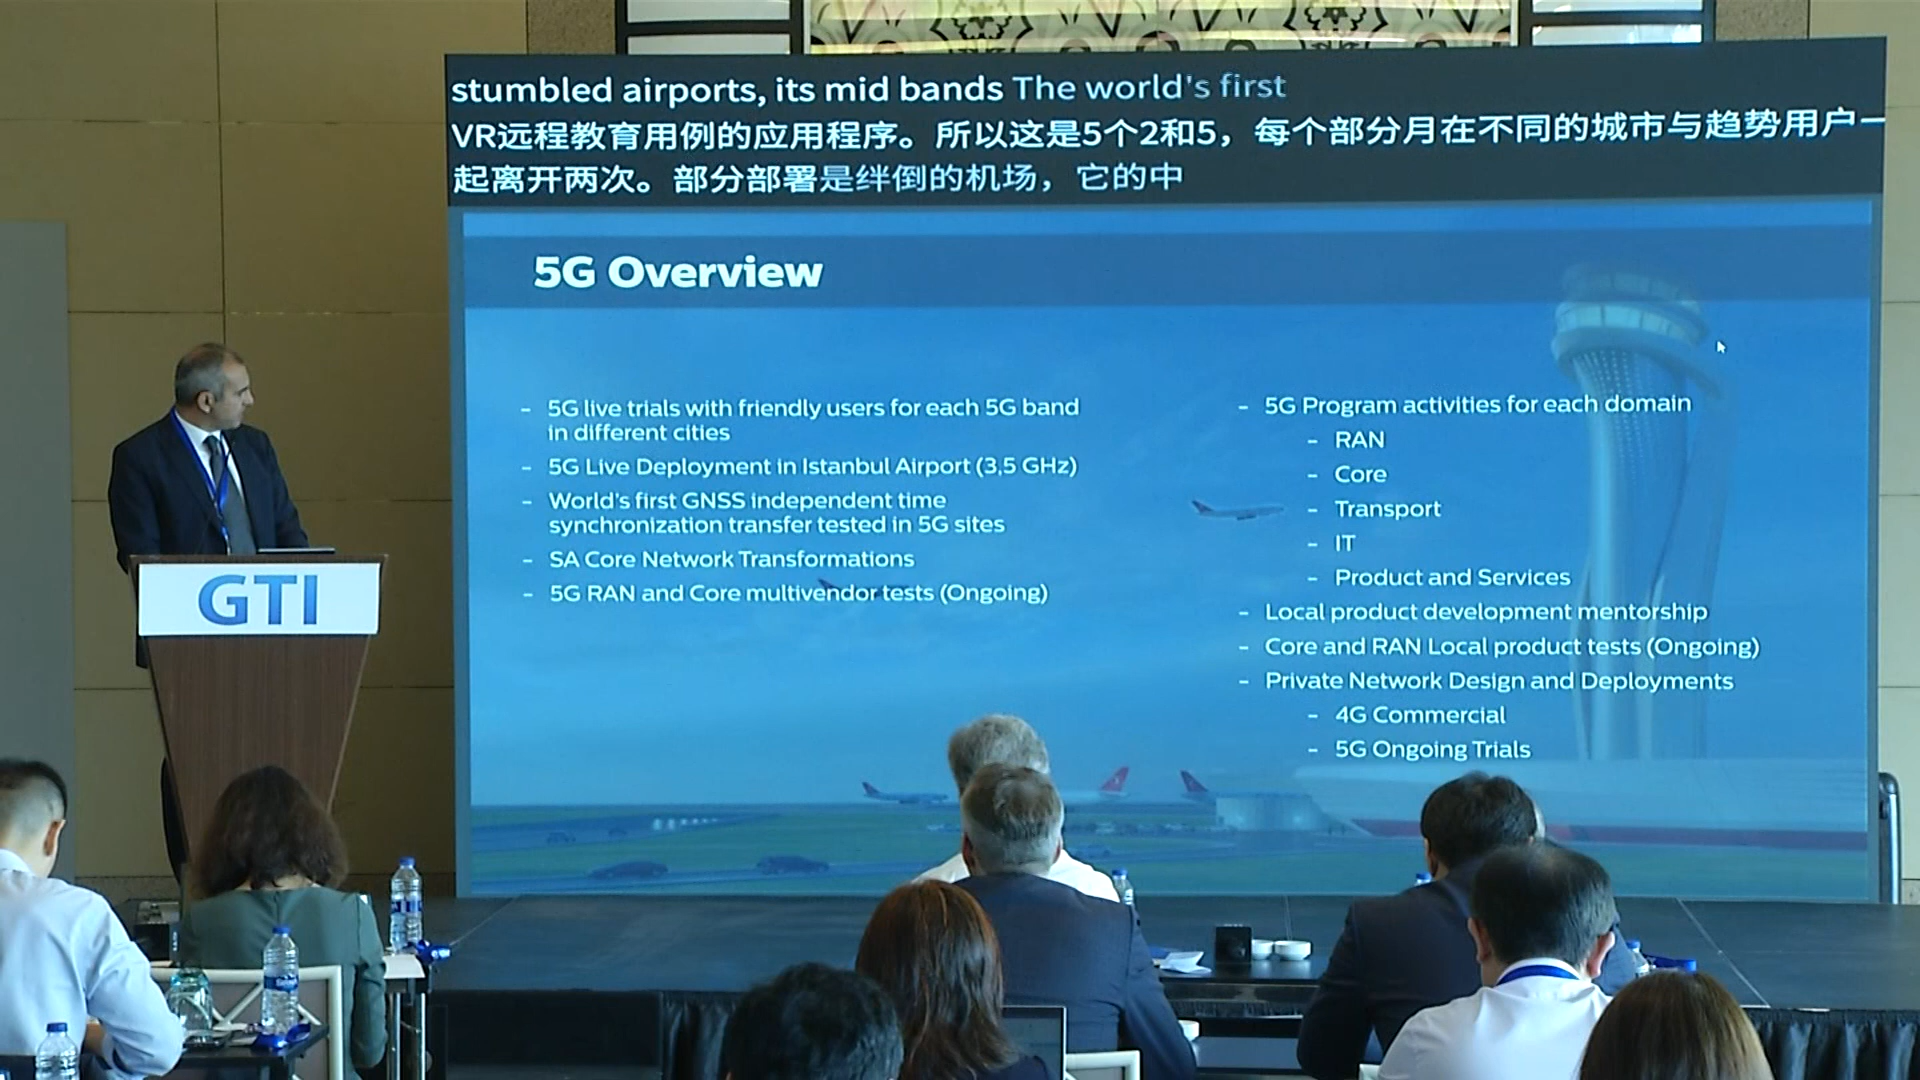 stumbled airports, its mid bands The world's first
VR远程教育用例的应用程序。所以这是5个2和5，每个部分月在不同的城市与趋势用户一
起离开两次。部分部署是绊倒的机场，它的中
5G Overview
- 5G live trials with friendly users for each 5G band
in different cities
- 5G Live Deployment in Istanbul Airport (3,5 GHz)
- World's first GNSS independent time
synchronization transfer tested in 5G sites
- SA Core Network Transformations
- 5G RAN and Core multivendor tests (Ongoing)
- 5G Program activities for each domain
- RAN
- Core
- Transport
- IT
- Product and Services
- Local product development mentorship
- Core and RAN Local product tests (Ongoing)
- Private Network Design and Deployments
- 4G Commercial
- 5G Ongoing Trials
GTI